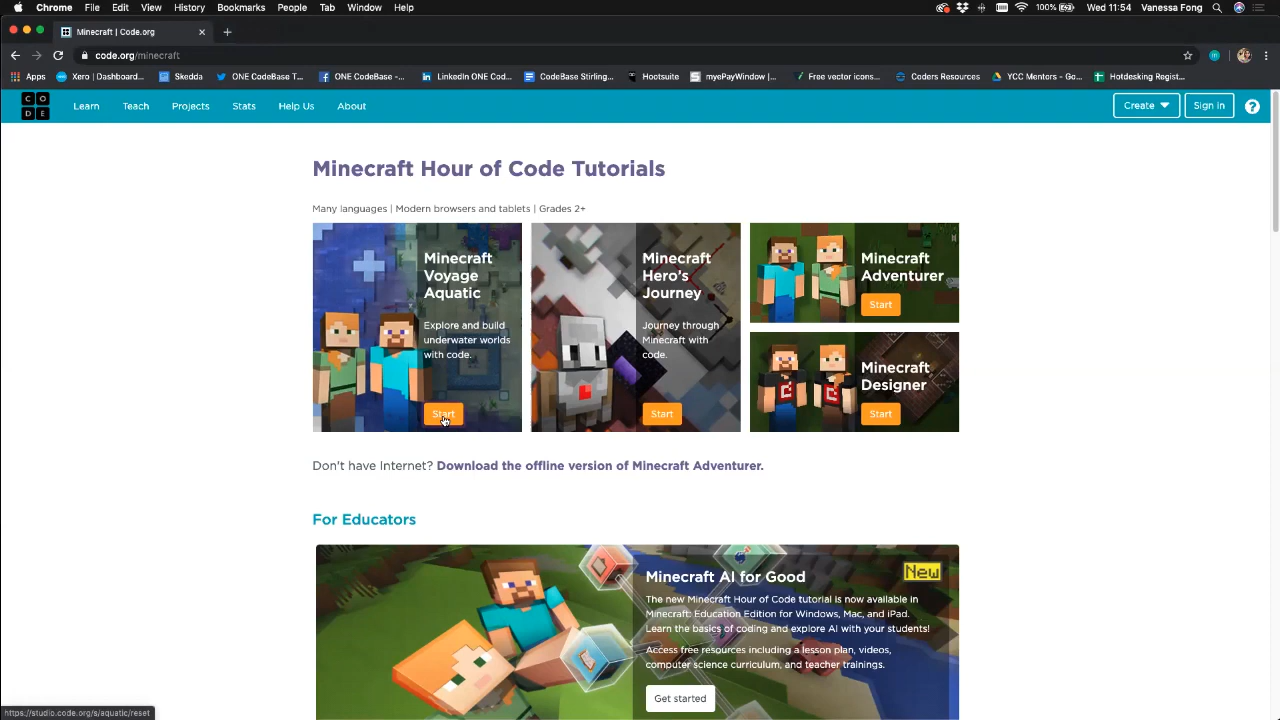 Chrome File Edit View History Bookmarks People Tab Window Help 100% Wed 11:54 Vanessa Fong
Minecraft | Code.org
code.org/minecraft
Apps Xero | Dashboard... Skedda ONE CodeBase T... ONE CodeBase -... LinkedIn ONE Cod... CodeBase Stirling... Hootsuite myePayWindow |... Free vector icons... Coders Resources YCC Mentors - Go... Hotdesking Regist...
C O
D E
Learn Teach Projects Stats Help Us About Create Sign in ?
Minecraft Hour of Code Tutorials
Many languages | Modern browsers and tablets | Grades 2+
Minecraft
Voyage
Aquatic
Explore and build
underwater worlds
with code.
Start
Minecraft
Hero's
Journey
Journey through
Minecraft with
code.
Start
Minecraft
Adventurer
Start
Minecraft
Designer
Start
Don't have Internet? Download the offline version of Minecraft Adventurer.
For Educators
Minecraft AI for Good
New
The new Minecraft Hour of Code tutorial is now available in
Minecraft: Education Edition for Windows, Mac, and iPad.
Learn the basics of coding and explore AI with your students!
Access free resources including a lesson plan, videos,
computer science curriculum, and teacher trainings.
Get started
https://studio.code.org/s/aquatic/reset